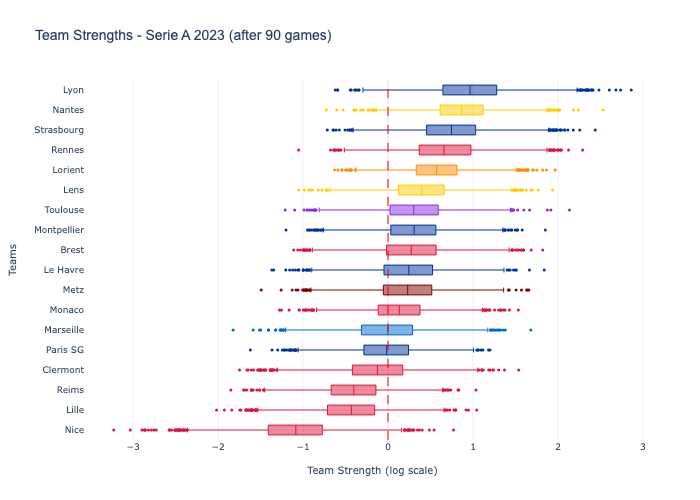 Team Strengths - Serie A 2023 (after 90 games)
Lyon
Nantes
Strasbourg
Rennes
Lorient
Lens
Toulouse
Montpellier
Brest
Le Havre
Metz
Monaco
Marseille
Paris SG
Clermont
Reims
Lille
Nice
Teams
−3 −2 −1 0 1 2 3
Team Strength (log scale)